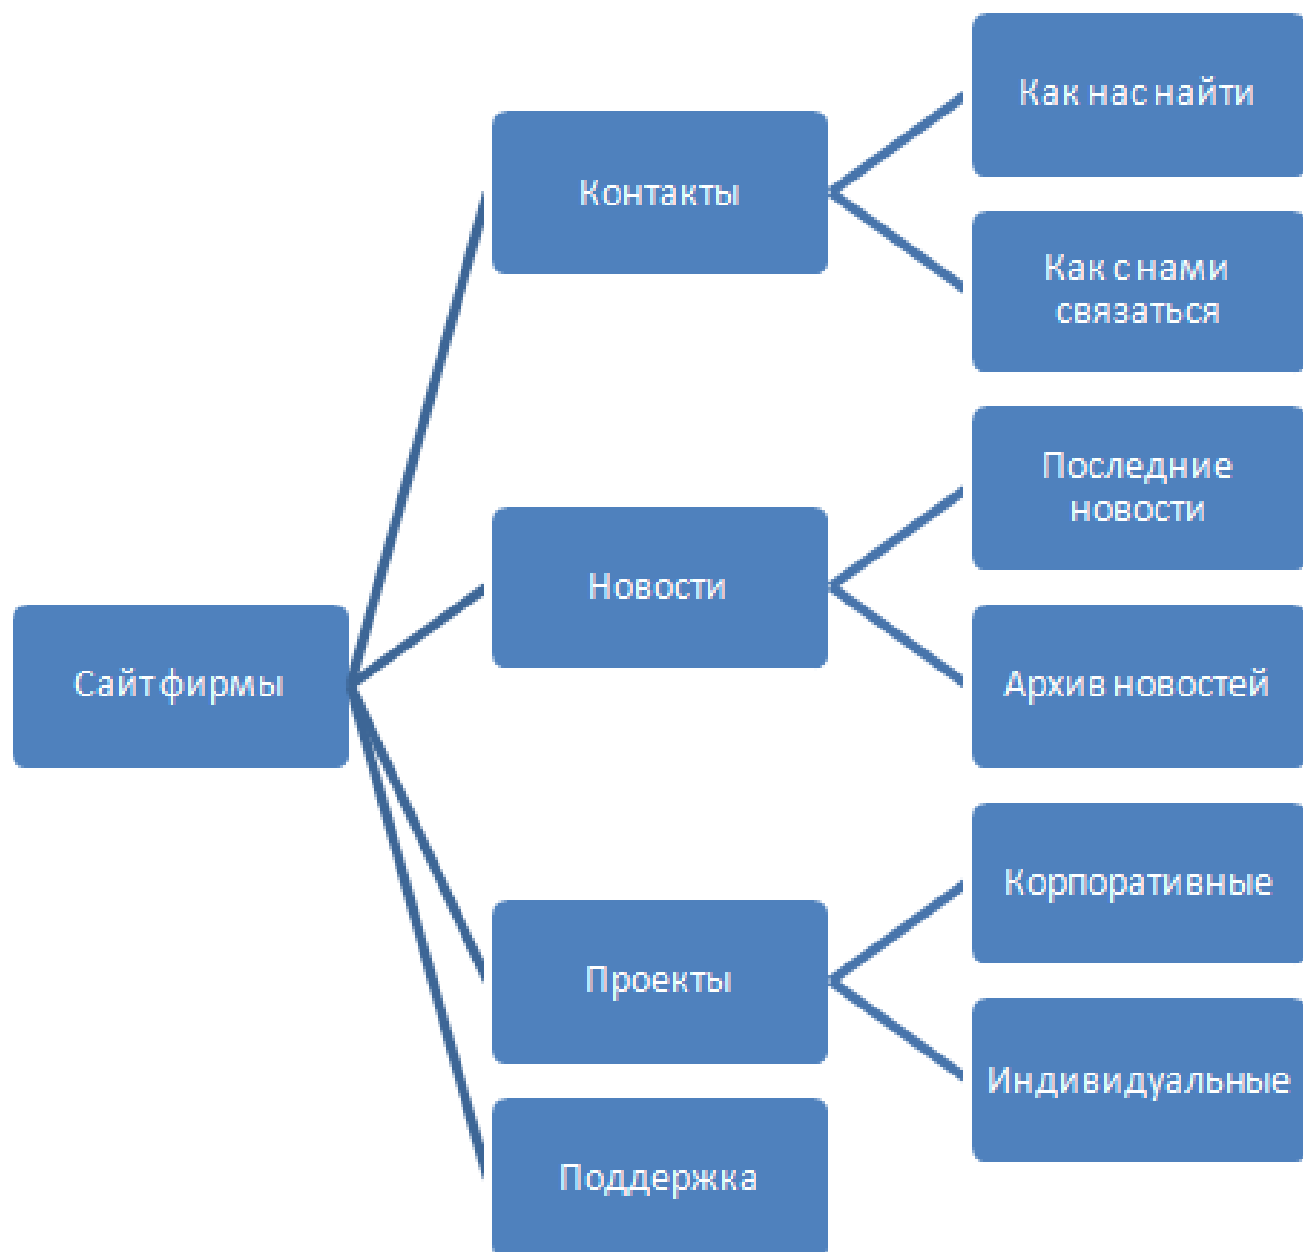 Сайт фирмы
Контакты
Как нас найти
Как с нами
связаться
Новости
Последние
новости
Архив новостей
Проекты
Корпоративные
Индивидуальные
Поддержка